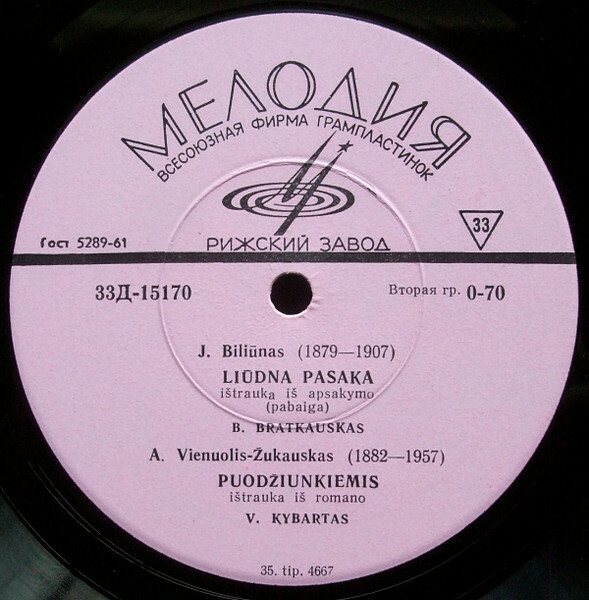 МЕЛОДИЯ
ВСЕСОЮЗНАЯ ФИРМА ГРАМПЛАСТИНОК
33
Гост 5289-61
РИЖСКИЙ ЗАВОД
33Д-15170
Вторая гр. 0-70
J. Biliūnas (1879—1907)
LIŪDNA PASAKA
ištrauka iš apsakymo
(pabaiga)
B. BRATKAUSKAS
A. Vienuolis-Žukauskas (1882—1957)
PUODŽIUNKIEMIS
ištrauka iš romano
V. KYBARTAS
35. tip. 4667